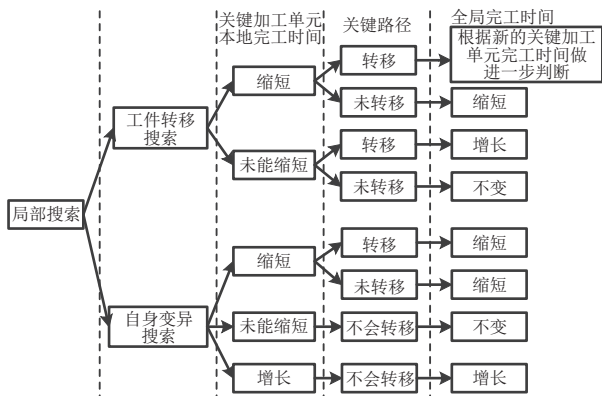 关键加工单元
本地完工时间
关键路径
全局完工时间
根据新的关键加工
单元完工时间做
进一步判断
缩短
转移
未转移
缩短
工件转移
搜索
未能缩短
转移
增长
未转移
不变
局部搜索
缩短
转移
缩短
未转移
缩短
自身变异
搜索
未能缩短
不会转移
不变
增长
不会转移
增长